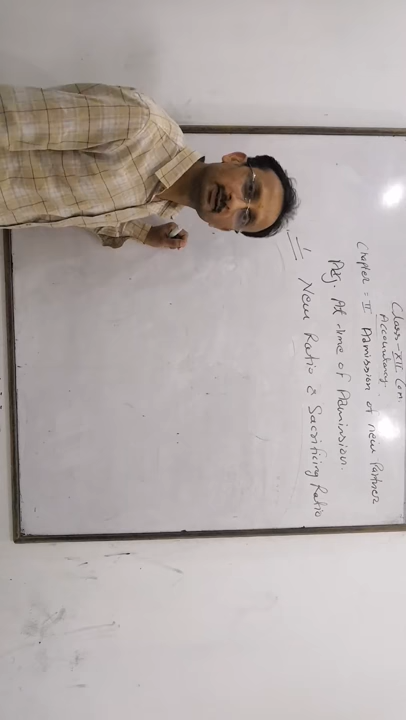 Class-XII Com.
Accountancy.
Chapter = II Admission of new Partner
Adj. At time of Adminsion.
1 New Ratio & Sacrificing Ratio